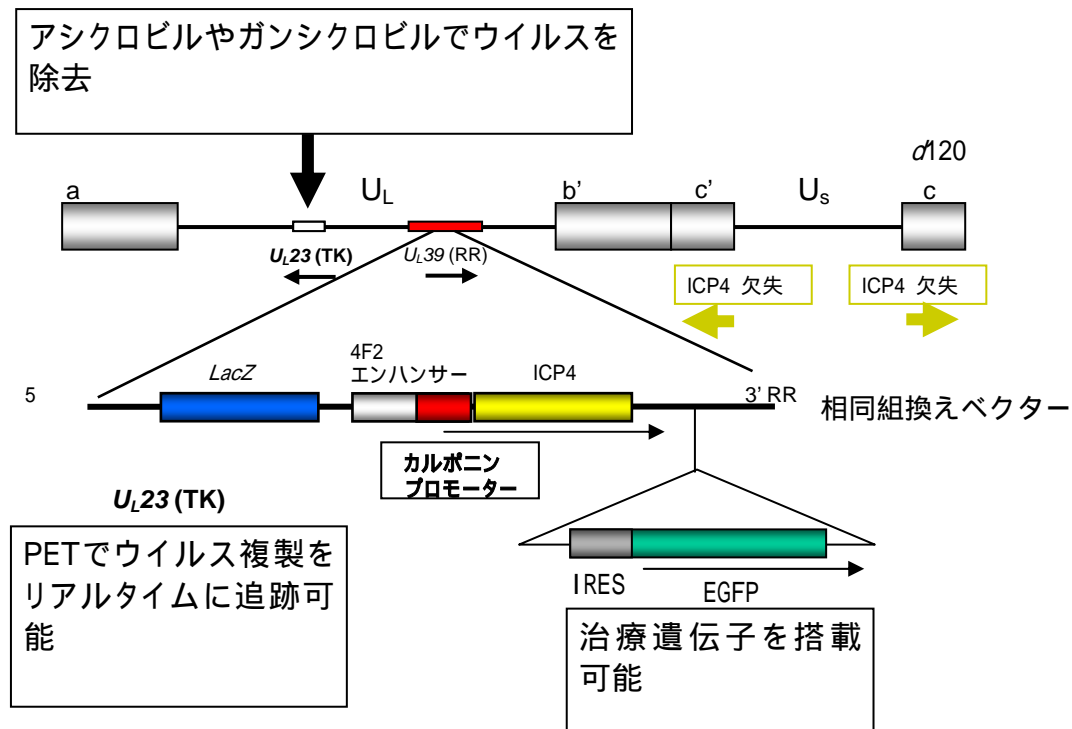 アシクロビルやガンシクロビルでウイルスを
除去
d120
a
UL
b'
c'
Us
c
UL23 (TK)
UL39 (RR)
ICP4 欠失
ICP4 欠失
4F2
エンハンサー
LacZ
ICP4
5
3' RR
相同組換えベクター
カルポニン
プロモーター
UL23 (TK)
PETでウイルス複製を
リアルタイムに追跡可
能
IRES
EGFP
治療遺伝子を搭載
可能